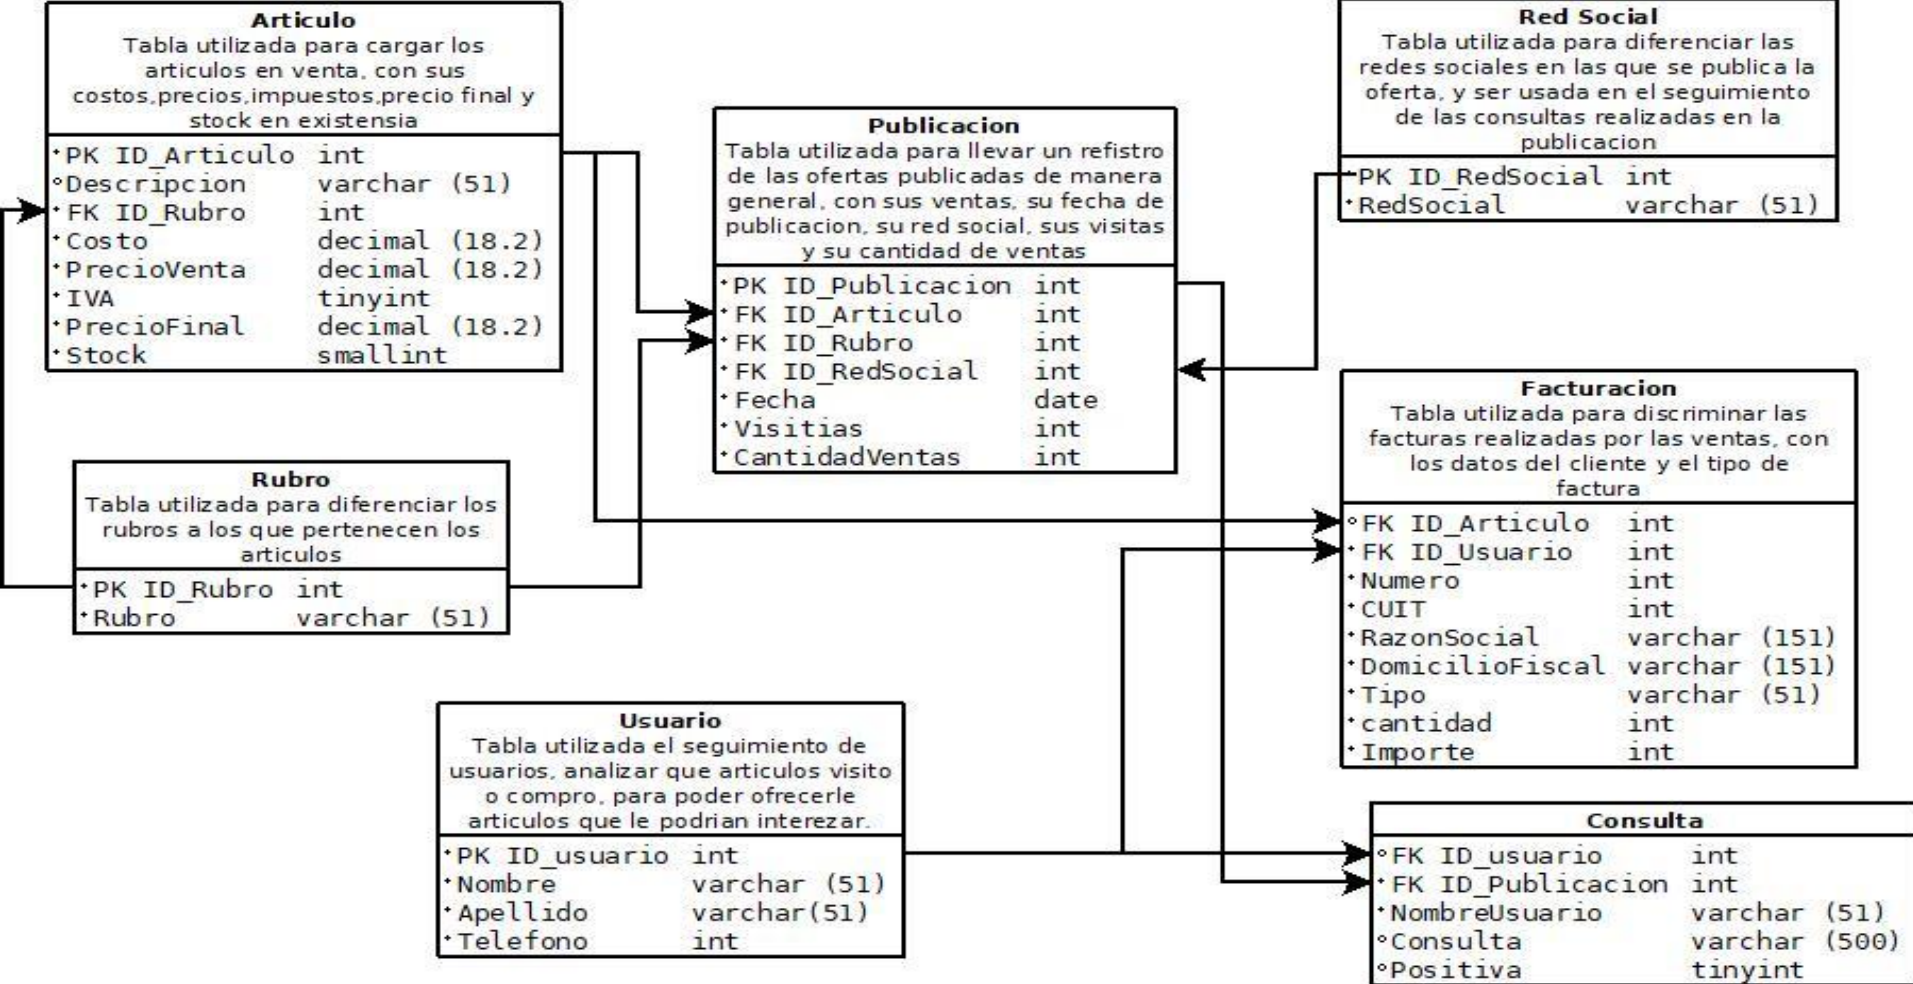 Articulo
Tabla utilizada para cargar los
articulos en venta, con sus
costos,precios,impuestos,precio final y
stock en existensia
PK ID_Articulo int
Descripcion varchar (51)
FK ID_Rubro int
Costo decimal (18.2)
PrecioVenta decimal (18.2)
IVA tinyint
PrecioFinal decimal (18.2)
Stock smallint
Publicacion
Tabla utilizada para llevar un refistro
de las ofertas publicadas de manera
general, con sus ventas, su fecha de
publicacion, su red social, sus visitas
y su cantidad de ventas
PK ID_Publicacion int
FK ID_Articulo int
FK ID_Rubro int
FK ID_RedSocial int
Fecha date
Visitias int
CantidadVentas int
Red Social
Tabla utilizada para diferenciar las
redes sociales en las que se publica la
oferta, y ser usada en el seguimiento
de las consultas realizadas en la
publicacion
PK ID_RedSocial int
RedSocial varchar (51)
Rubro
Tabla utilizada para diferenciar los
rubros a los que pertenecen los
articulos
PK ID_Rubro int
Rubro varchar (51)
Facturacion
Tabla utilizada para discriminar las
facturas realizadas por las ventas, con
los datos del cliente y el tipo de
factura
FK ID_Articulo int
FK ID_Usuario int
Numero int
CUIT int
RazonSocial varchar (151)
DomicilioFiscal varchar (151)
Tipo varchar (51)
cantidad int
Importe int
Usuario
Tabla utilizada el seguimiento de
usuarios, analizar que articulos visito
o compro, para poder ofrecerle
articulos que le podrian interezar.
PK ID_usuario int
Nombre varchar (51)
Apellido varchar(51)
Telefono int
Consulta
FK ID_usuario int
FK ID_Publicacion int
NombreUsuario varchar (51)
Consulta varchar (500)
Positiva tinyint